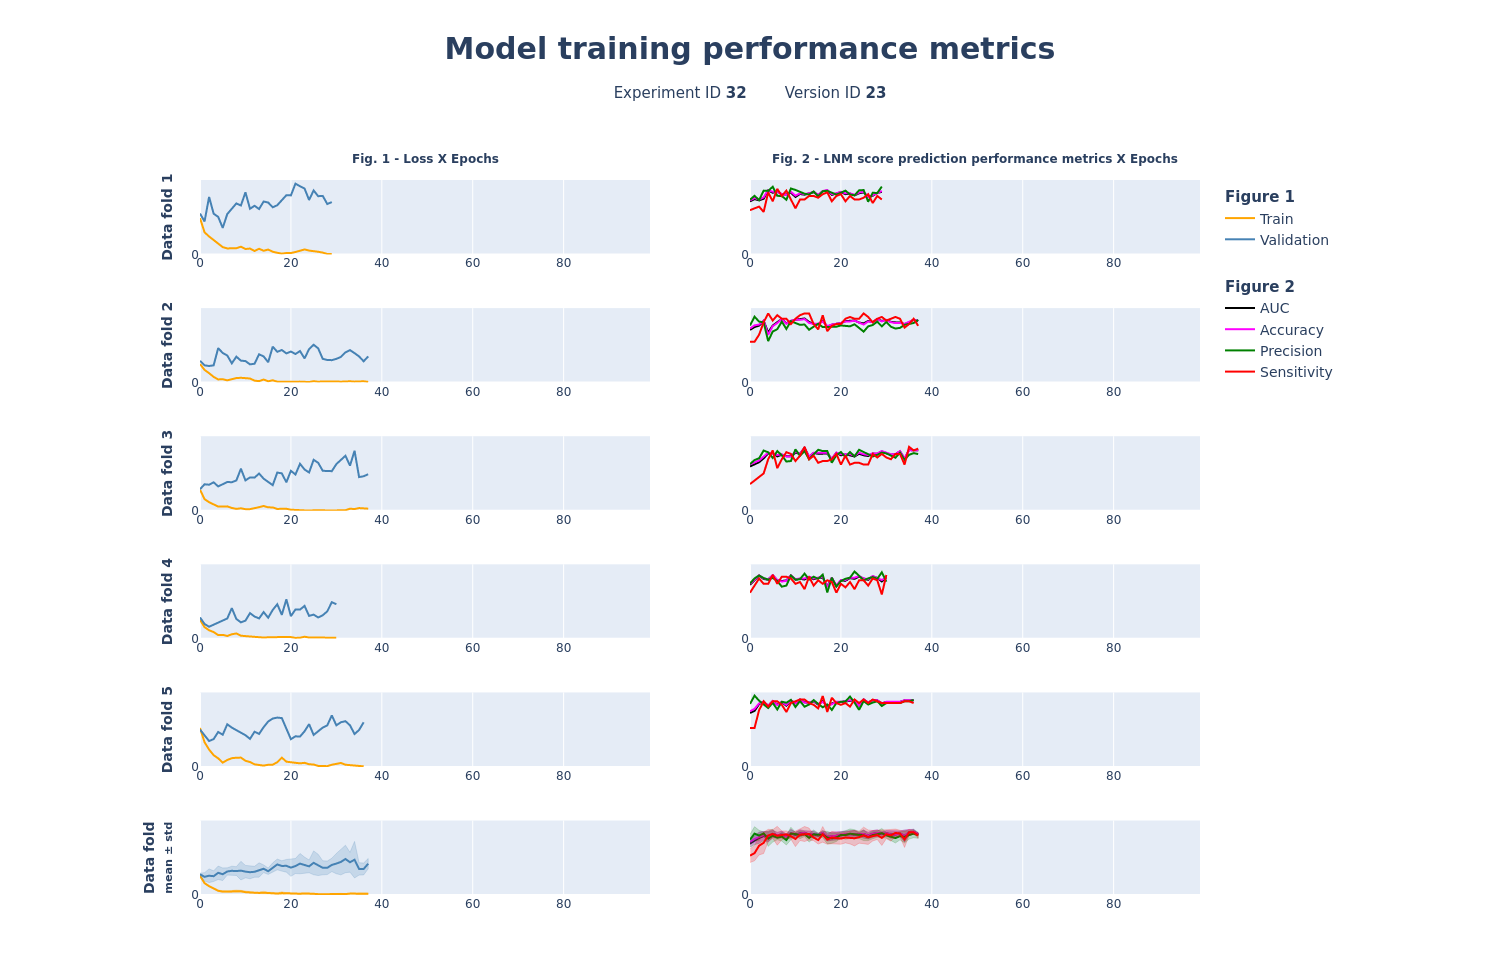 Model training performance metrics
Experiment ID 32 Version ID 23
Fig. 1 - Loss X Epochs
Fig. 2 - LNM score prediction performance metrics X Epochs
Data fold 1
0
0 20 40 60 80
0
0 20 40 60 80
Figure 1
Train
Validation
Figure 2
AUC
Accuracy
Precision
Sensitivity
Data fold 2
0
0 20 40 60 80
0
0 20 40 60 80
Data fold 3
0
0 20 40 60 80
0
0 20 40 60 80
Data fold 4
0
0 20 40 60 80
0
0 20 40 60 80
Data fold 5
0
0 20 40 60 80
0
0 20 40 60 80
Data fold
mean ± std
0
0 20 40 60 80
0
0 20 40 60 80